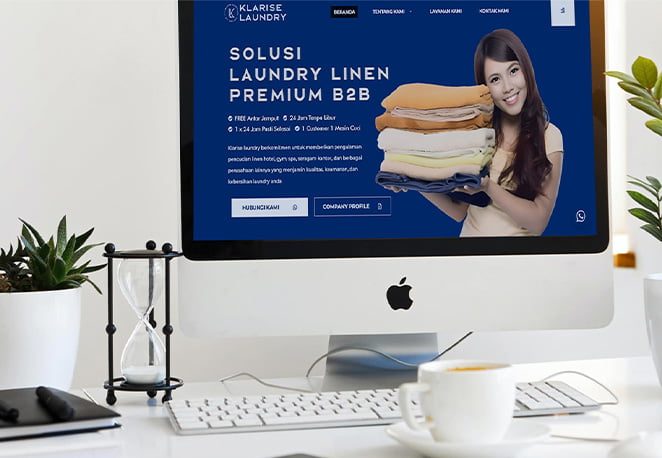 KLARISE
LAUNDRY
BERANDA TENTANG KAMI LAYANAN KAMI KONTAK KAMI
SOLUSI
LAUNDRY LINEN
PREMIUM B2B
FREE Antar Jemput 24 Jam Tanpa Libur
1 x 24 Jam Pasti Selesai 1 Customer 1 Mesin Cuci
Klarise laundry berkomitmen untuk memberikan pengalaman
pencucian linen hotel, gym spa, seragam kantor, dan berbagai
perusahaan lainnya yang menjamin kualitas, keamanan, dan
kebersihan laundry anda
HUBUNGI KAMI COMPANY PROFILE